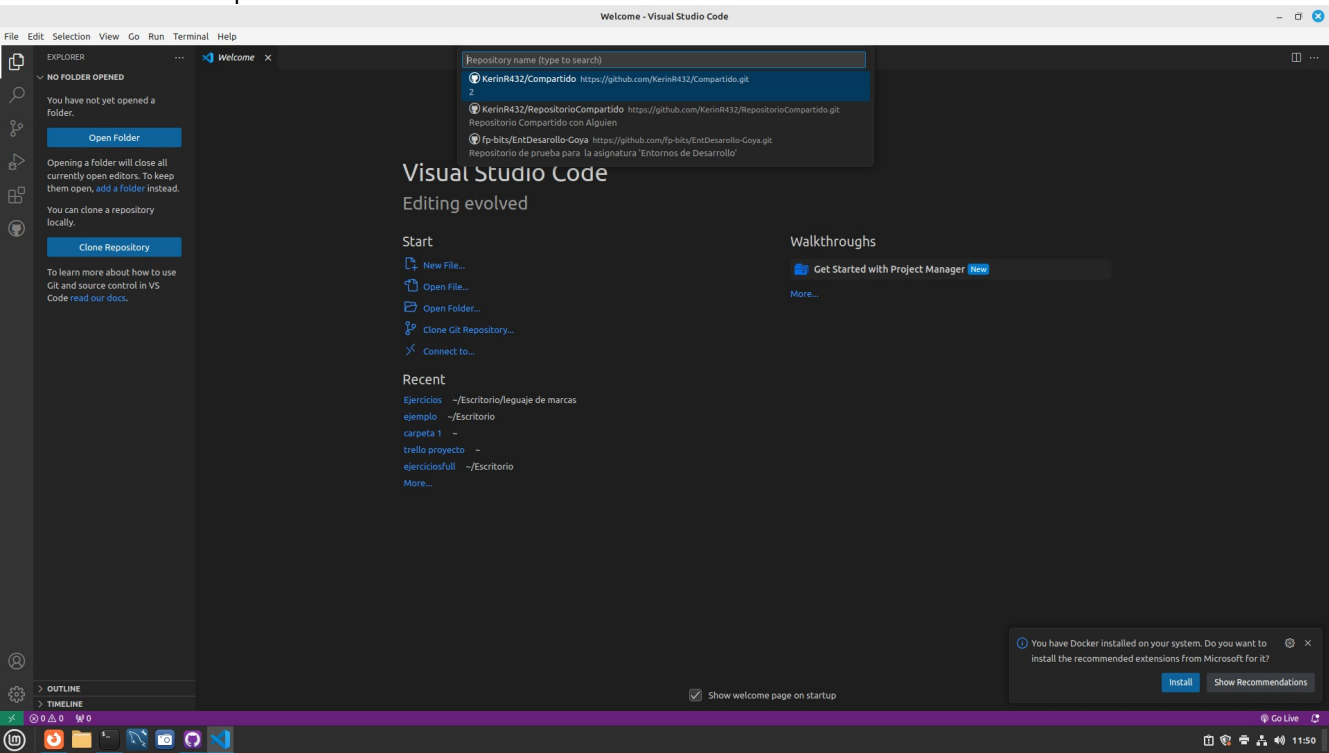 Welcome - Visual Studio Code
File Edit Selection View Go Run Terminal Help
EXPLORER
Welcome
NO FOLDER OPENED
You have not yet opened a
folder.
Open Folder
Opening a folder will close all
currently open editors. To keep
them open, add a folder instead.
You can clone a repository
locally.
Clone Repository
To learn more about how to use
Git and source control in VS
Code read our docs.
OUTLINE
TIMELINE
Repository name (type to search)
KerinR432/Compartido https://github.com/KerinR432/Compartido.git
2
KerinR432/RepositorioCompartido https://github.com/KerinR432/RepositorioCompartido.git
Repositorio Compartido con Alguien
fp-bits/EntDesarollo-Goya https://github.com/fp-bits/EntDesarollo-Goya.git
Repositorio de prueba para la asignatura 'Entornos de Desarrollo'
Visual Studio Code
Editing evolved
Start
New File...
Open File...
Open Folder...
Clone Git Repository...
Connect to...
Recent
Ejercicios ~/Escritorio/leguaje de marcas
ejemplo ~/Escritorio
carpeta 1 ~
trello proyecto ~
ejerciciosfull ~/Escritorio
More...
Walkthroughs
Get Started with Project Manager New
More...
Show welcome page on startup
You have Docker installed on your system. Do you want to
install the recommended extensions from Microsoft for it?
Install Show Recommendations
0 0 0
Go Live
11:50